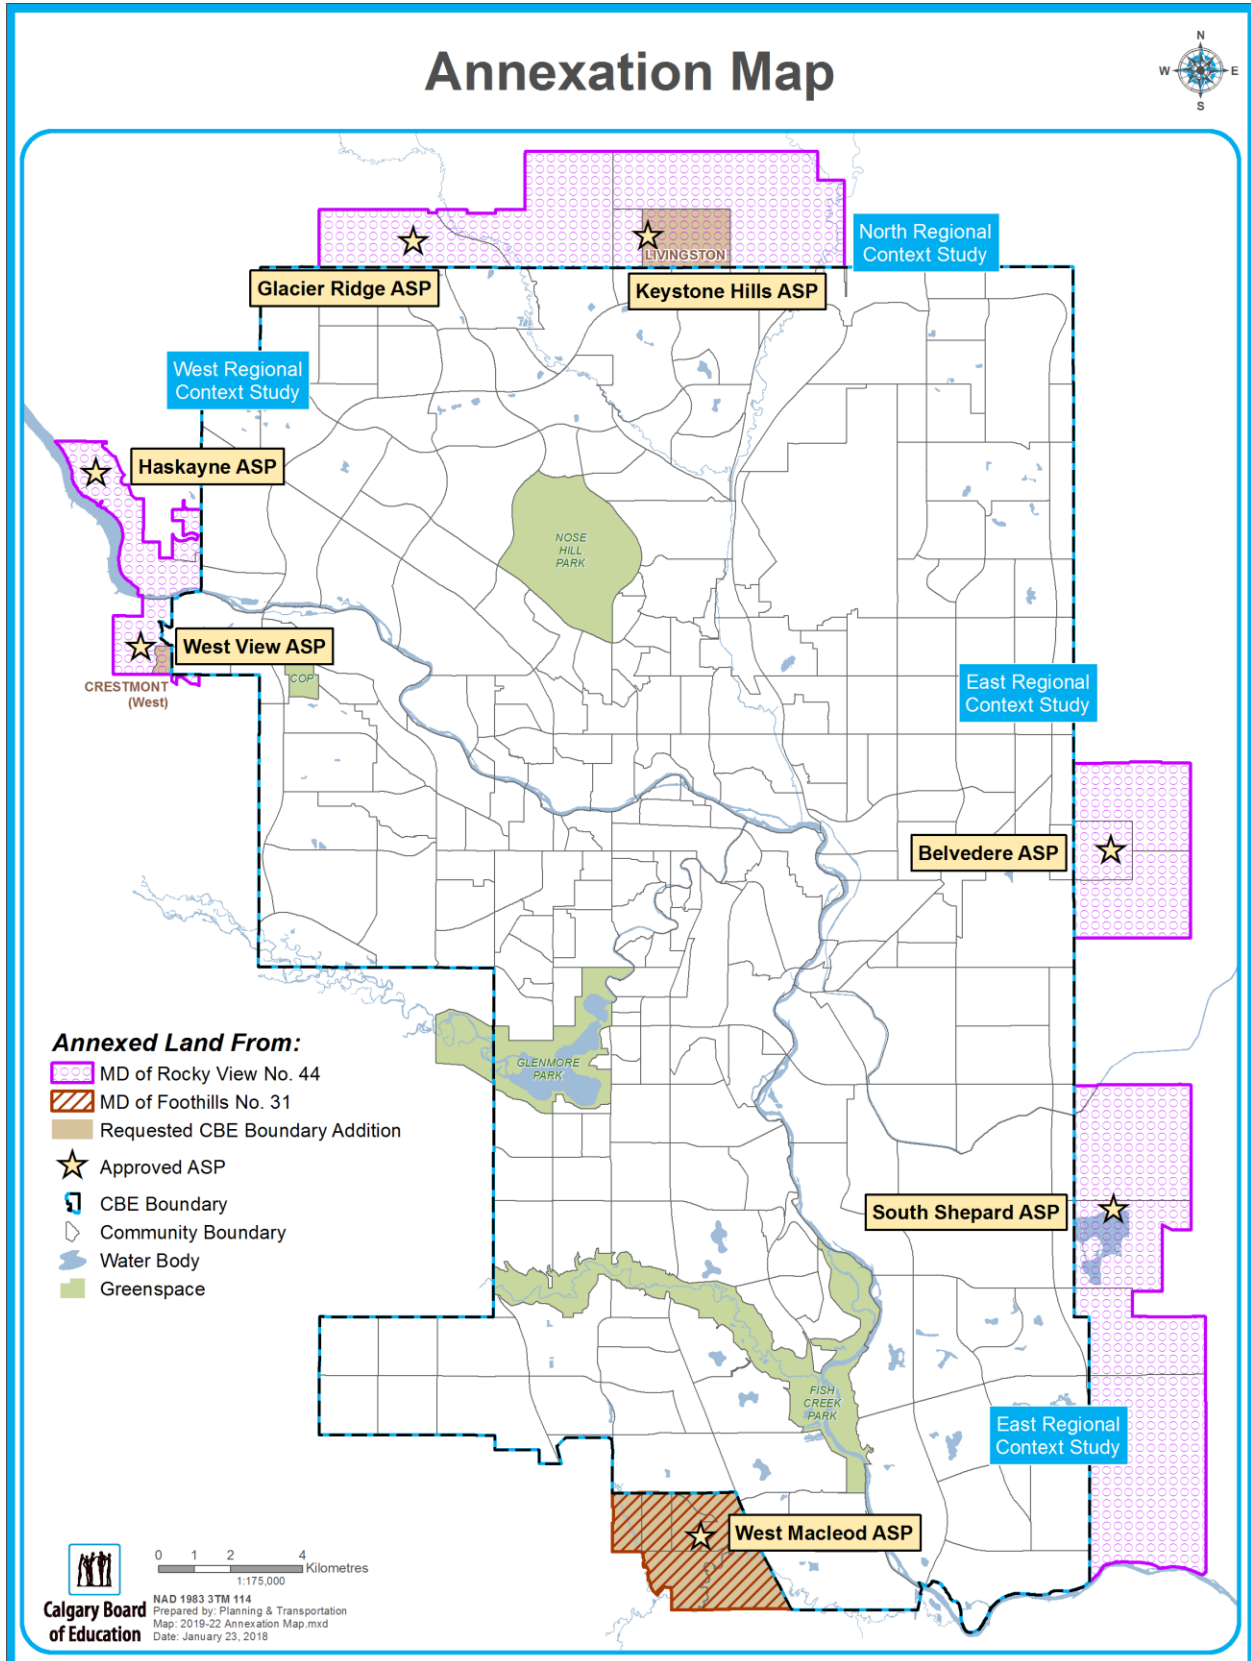 Annexation Map
N
W
E
S
North Regional
Context Study
LIVINGSTON
Glacier Ridge ASP
Keystone Hills ASP
West Regional
Context Study
Haskayne ASP
NOSE
HILL
PARK
West View ASP
COP
CRESTMONT
(West)
East Regional
Context Study
Belvedere ASP
Annexed Land From:
MD of Rocky View No. 44
MD of Foothills No. 31
Requested CBE Boundary Addition
Approved ASP
CBE Boundary
Community Boundary
Water Body
Greenspace
GLENMORE
PARK
South Shepard ASP
FISH
CREEK
PARK
East Regional
Context Study
West Macleod ASP
Calgary Board
of Education
0 1 2 4
Kilometres
1:175,000
NAD 1983 3TM 114
Prepared by: Planning & Transportation
Map: 2019-22 Annexation Map.mxd
Date: January 23, 2018